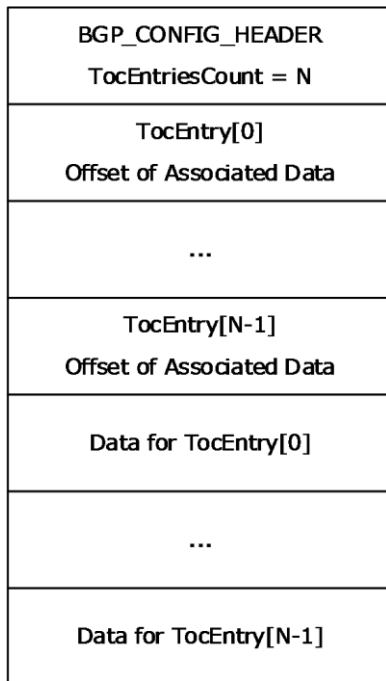 BGP_CONFIG_HEADER
TocEntriesCount = N
TocEntry[0]
Offset of Associated Data
...
TocEntry[N-1]
Offset of Associated Data
Data for TocEntry[0]
...
Data for TocEntry[N-1]